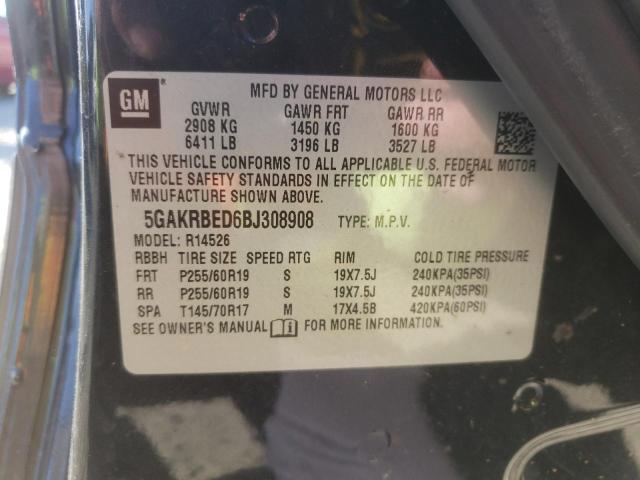 GM
MFD BY GENERAL MOTORS LLC
GVWR GAWR FRT GAWR RR
2908 KG 1450 KG 1600 KG
6411 LB 3196 LB 3527 LB
THIS VEHICLE CONFORMS TO ALL APPLICABLE U.S. FEDERAL MOTOR
VEHICLE SAFETY STANDARDS IN EFFECT ON THE DATE OF
MANUFACTURE SHOWN ABOVE.
5GAKRBED6BJ308908 TYPE: M.P.V.
MODEL: R14526
RBBH TIRE SIZE SPEED RTG RIM COLD TIRE PRESSURE
FRT P255/60R19 S 19X7.5J 240KPA(35PSI)
RR P255/60R19 S 19X7.5J 240KPA(35PSI)
SPA T145/70R17 M 17X4.5B 420KPA(60PSI)
SEE OWNER'S MANUAL FOR MORE INFORMATION.